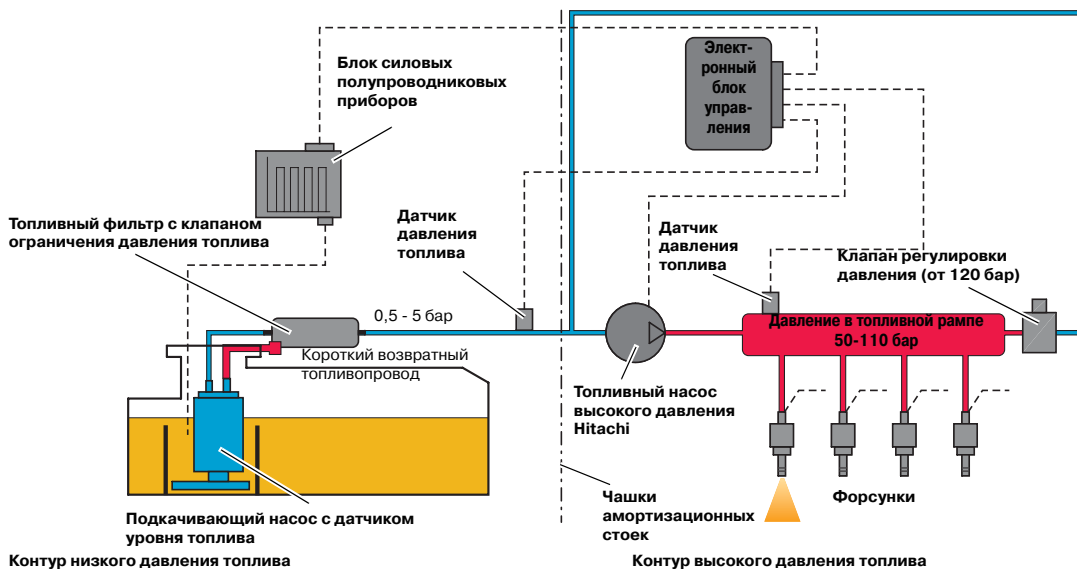 Блок силовых
полупроводниковых
приборов
Элект-
ронный
блок
управ-
ления
Топливный фильтр с клапаном
ограничения давления топлива
Датчик
давления
топлива
Датчик
давления
топлива
Клапан регулировки
давления (от 120 бар)
0,5 - 5 бар
Давление в топливной рампе
50-110 бар
Короткий возвратный
топливопровод
Топливный насос
высокого давления
Hitachi
Чашки
амортизационных
стоек
Форсунки
Подкачивающий насос с датчиком
уровня топлива
Контур низкого давления топлива
Контур высокого давления топлива